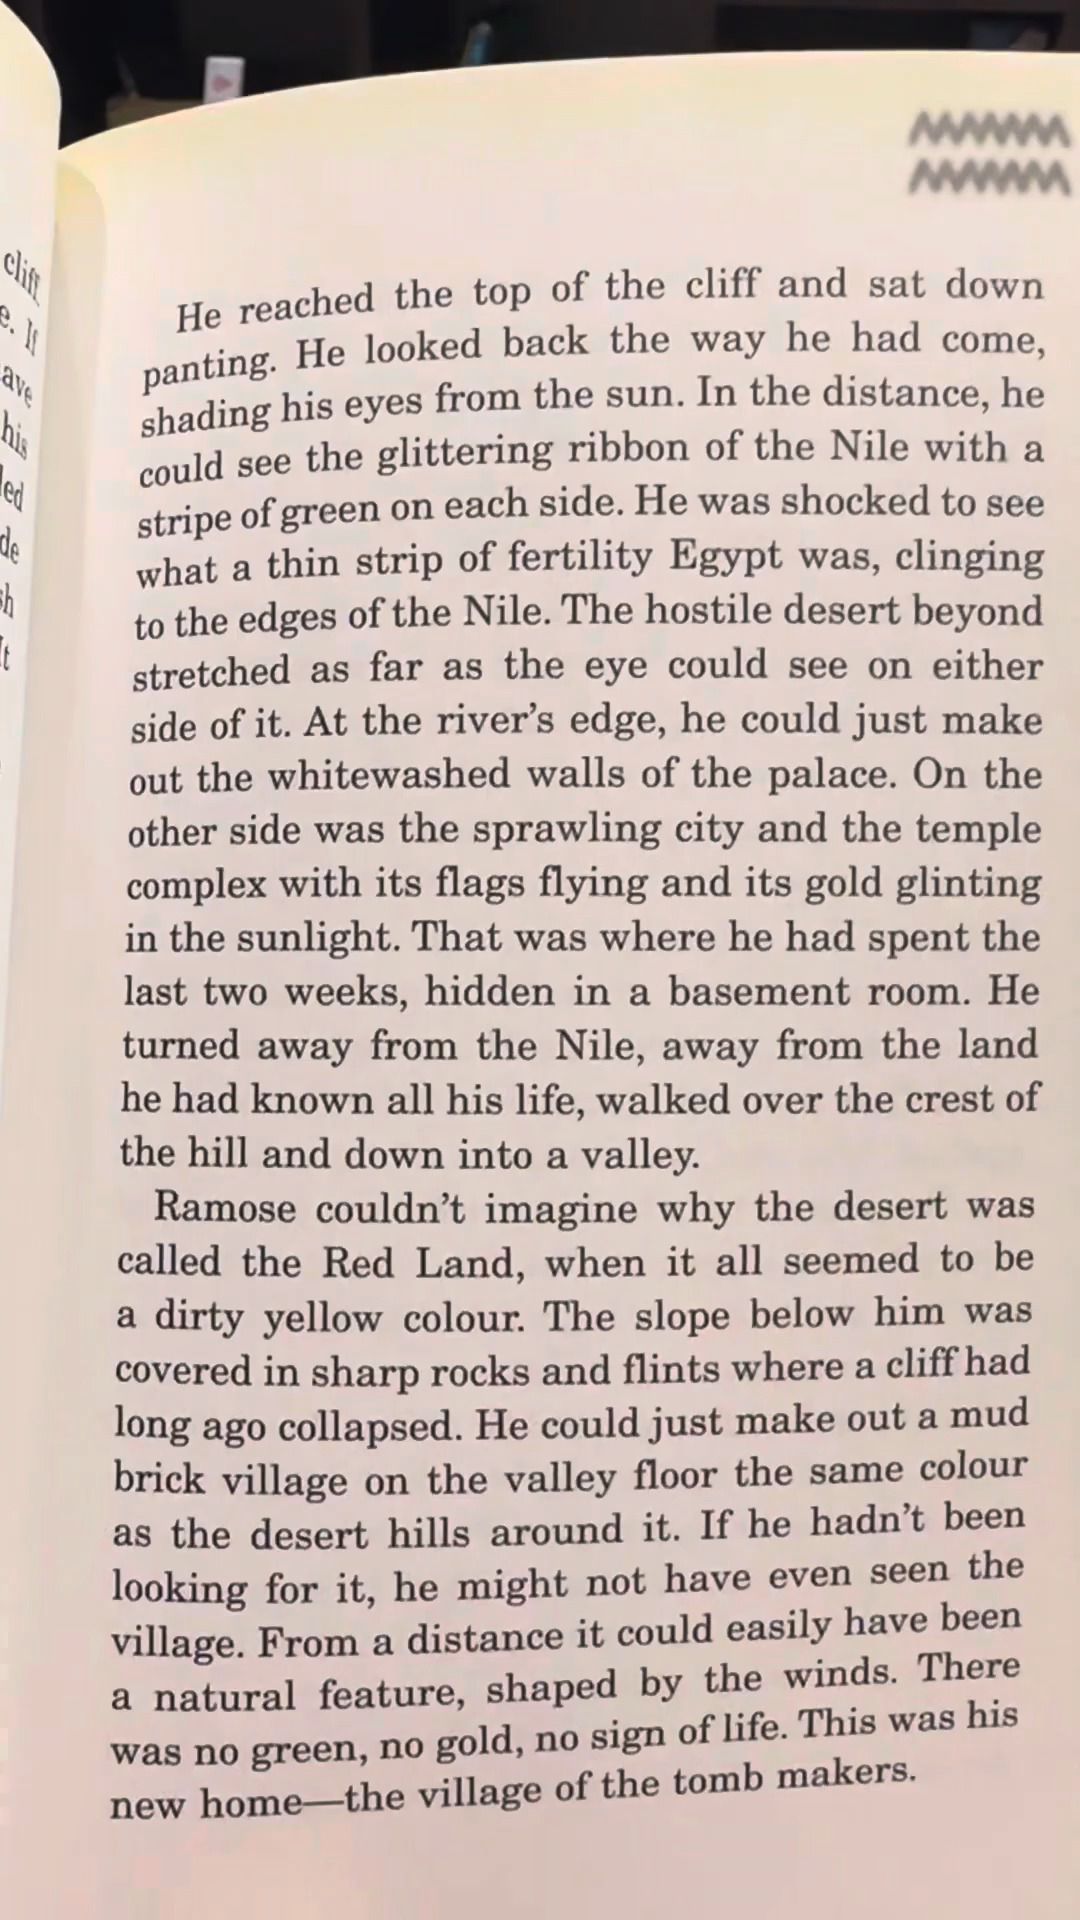 cliff
e. If
ave
his
led
de
sh
It
He reached the top of the cliff and sat down
panting. He looked back the way he had come,
shading his eyes from the sun. In the distance, he
could see the glittering ribbon of the Nile with a
stripe of green on each side. He was shocked to see
what a thin strip of fertility Egypt was, clinging
to the edges of the Nile. The hostile desert beyond
stretched as far as the eye could see on either
side of it. At the river’s edge, he could just make
out the whitewashed walls of the palace. On the
other side was the sprawling city and the temple
complex with its flags flying and its gold glinting
in the sunlight. That was where he had spent the
last two weeks, hidden in a basement room. He
turned away from the Nile, away from the land
he had known all his life, walked over the crest of
the hill and down into a valley.
Ramose couldn’t imagine why the desert was
called the Red Land, when it all seemed to be
a dirty yellow colour. The slope below him was
covered in sharp rocks and flints where a cliff had
long ago collapsed. He could just make out a mud
brick village on the valley floor the same colour
as the desert hills around it. If he hadn’t been
looking for it, he might not have even seen the
village. From a distance it could easily have been
a natural feature, shaped by the winds. There
was no green, no gold, no sign of life. This was his
new home—the village of the tomb makers.